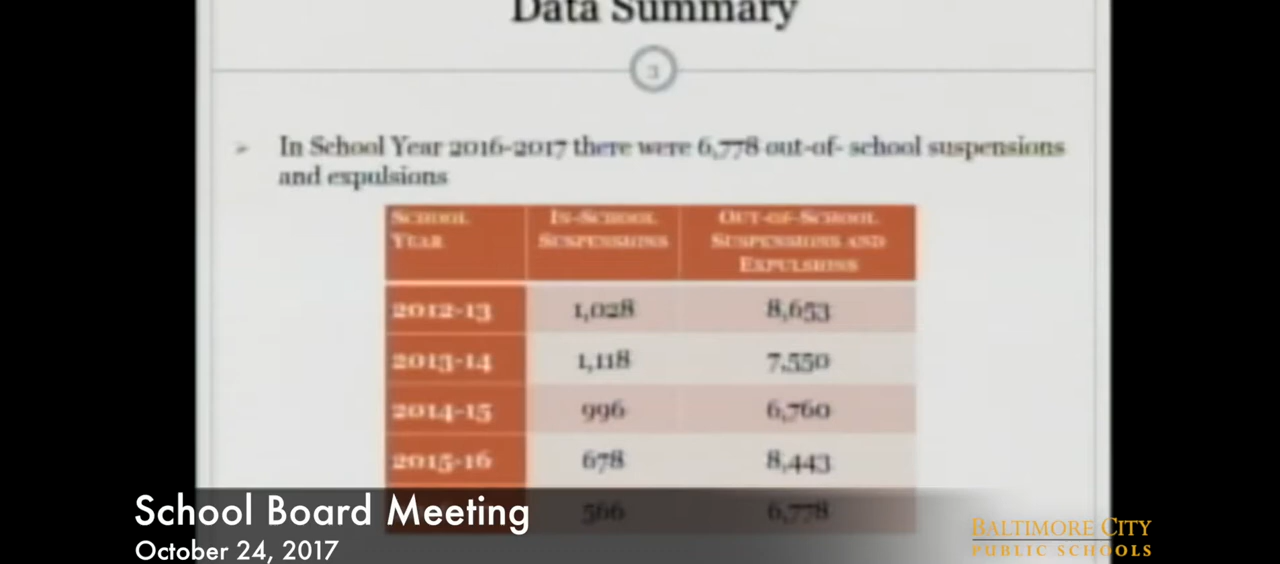 Data Summary
3
➢ In School Year 2016-2017 there were 6,778 out-of- school suspensions
and expulsions
SCHOOL YEAR IN-SCHOOL SUSPENSIONS OUT-OF-SCHOOL SUSPENSIONS AND EXPULSIONS
2012-13 1,028 8,653
2013-14 1,118 7,550
2014-15 996 6,760
2015-16 678 8,443
566 6,778
School Board Meeting
October 24, 2017
BALTIMORE CITY
PUBLIC SCHOOLS